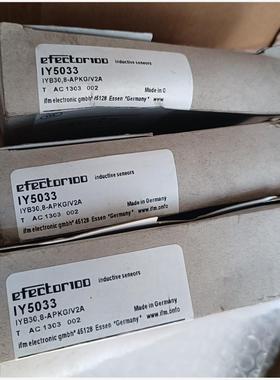 efector100 inductive sensors
IY5033
IYB30,8-APKG/V2A
T AC 1303 002 Made in G
ifm electronic gmbh* 45128 Essen "Germany" *
efector100 inductive sensors
IY5033
IYB30,8-APKG/V2A
T AC 1303 002 Made in Germany
ifm electronic gmbh* 45128 Essen "Germany" * www.ifm.
efector100 inductive sensors
IY5033
IYB30,8-APKG/V2A
T AC 1303 002 Made in Germany
ifm electronic gmbh* 45128 Essen "Germany" * www.ifm.